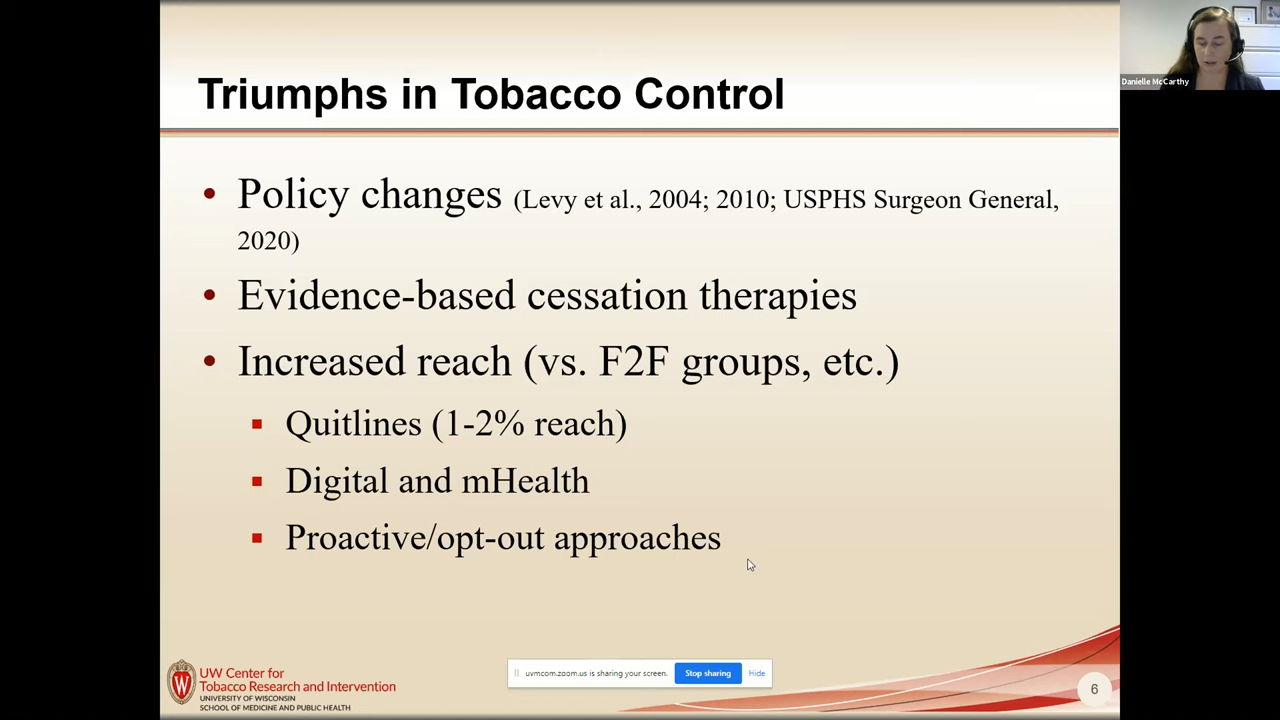 Triumphs in Tobacco Control
Danielle McCarthy
• Policy changes (Levy et al., 2004; 2010; USPHS Surgeon General,
2020)
• Evidence-based cessation therapies
• Increased reach (vs. F2F groups, etc.)
▪ Quitlines (1-2% reach)
▪ Digital and mHealth
▪ Proactive/opt-out approaches
UW Center for
Tobacco Research and Intervention
UNIVERSITY OF WISCONSIN
SCHOOL OF MEDICINE AND PUBLIC HEALTH
uvmcom.zoom.us is sharing your screen. Stop sharing Hide
6